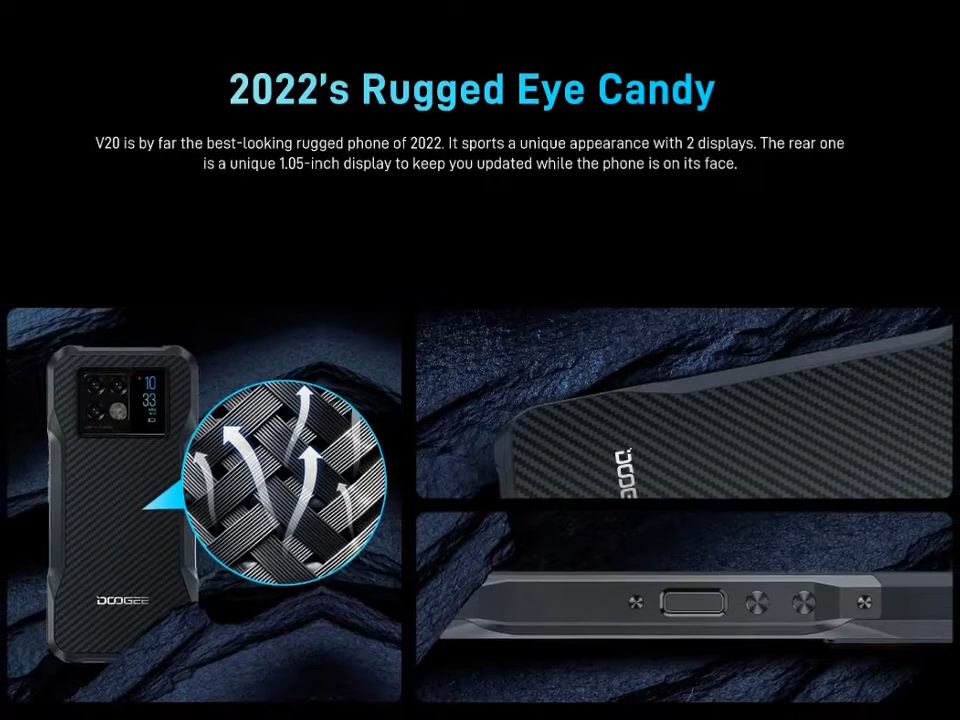 2022's Rugged Eye Candy
V20 is by far the best-looking rugged phone of 2022. It sports a unique appearance with 2 displays. The rear one
is a unique 1.05-inch display to keep you updated while the phone is on its face.
10
33
DOOGEE